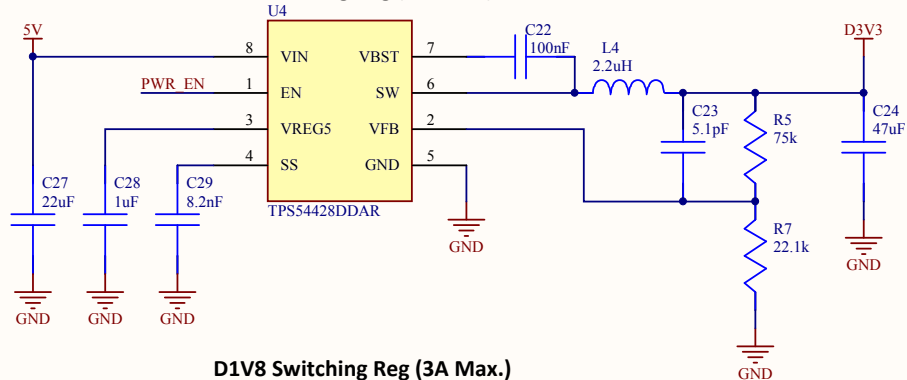 U4
5V
C22
100nF
L4
2.2uH
D3V3
8 VIN VBST 7
PWR_EN 1 EN SW 6
3 VREG5 VFB 2
4 SS GND 5
C23
5.1pF
R5
75k
C24
47uF
C27
22uF
C28
1uF
C29
8.2nF
TPS54428DDAR
R7
22.1k
GND
GND
GND
GND
GND
GND
D1V8 Switching Reg (3A Max.)